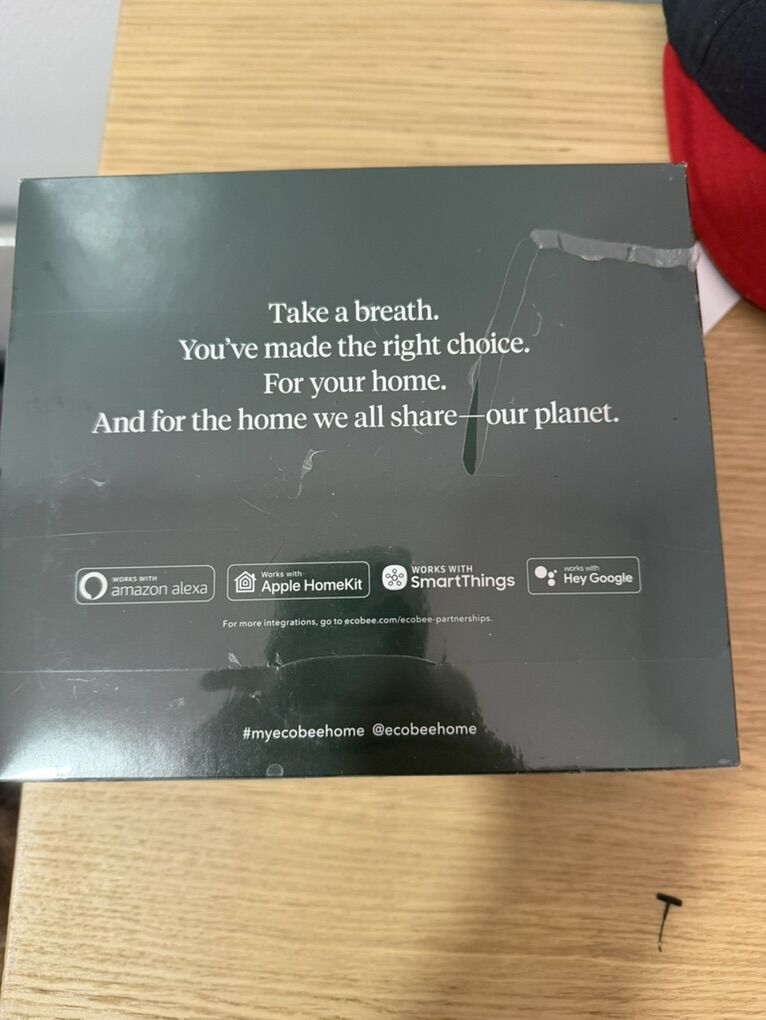 Take a breath.
You've made the right choice.
For your home.
And for the home we all share—our planet.
WORKS WITH
amazon alexa
Works with
Apple HomeKit
WORKS WITH
SmartThings
works with
Hey Google
For more integrations, go to ecobee.com/ecobee-partnerships.
#myecobeehome @ecobeehome